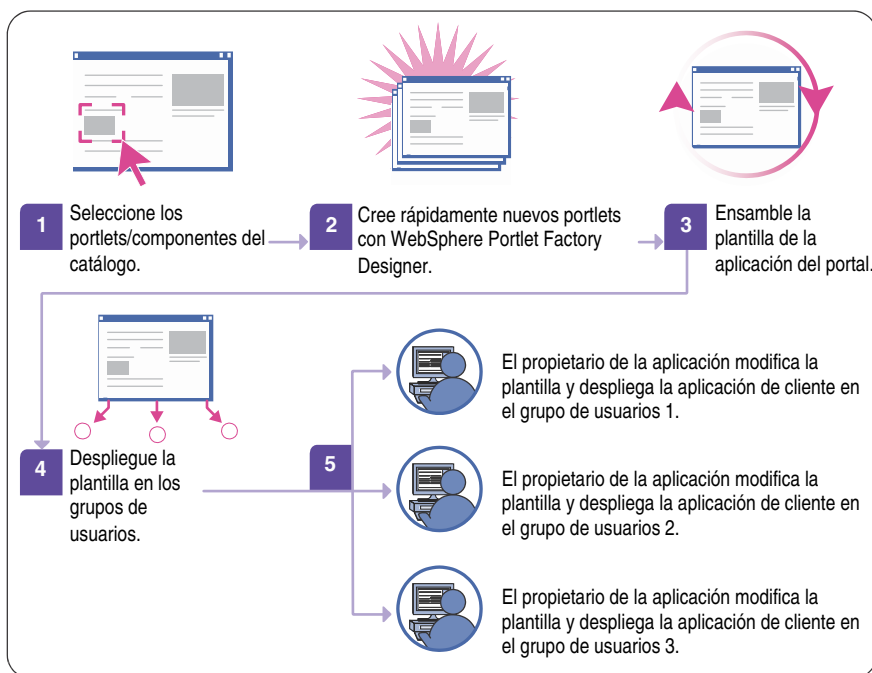 1
Seleccione los
portlets/componentes del
catálogo.
2
Cree rápidamente nuevos portlets
con WebSphere Portlet Factory
Designer.
3
Ensamble la
plantilla de la
aplicación del portal.
4
Despliegue la
plantilla en los
grupos de
usuarios.
5
El propietario de la aplicación modifica la
plantilla y despliega la aplicación de cliente en
el grupo de usuarios 1.
El propietario de la aplicación modifica la
plantilla y despliega la aplicación de cliente en
el grupo de usuarios 2.
El propietario de la aplicación modifica la
plantilla y despliega la aplicación de cliente en
el grupo de usuarios 3.